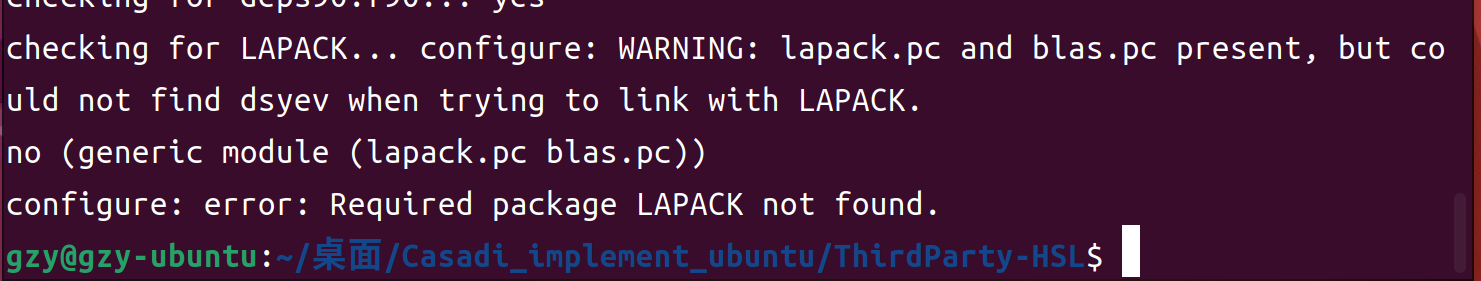 checking for deps90.f90... yes
checking for LAPACK... configure: WARNING: lapack.pc and blas.pc present, but co
uld not find dsyev when trying to link with LAPACK.
no (generic module (lapack.pc blas.pc))
configure: error: Required package LAPACK not found.
gzy@gzy-ubuntu:~/桌面/Casadi_implement_ubuntu/ThirdParty-HSL$